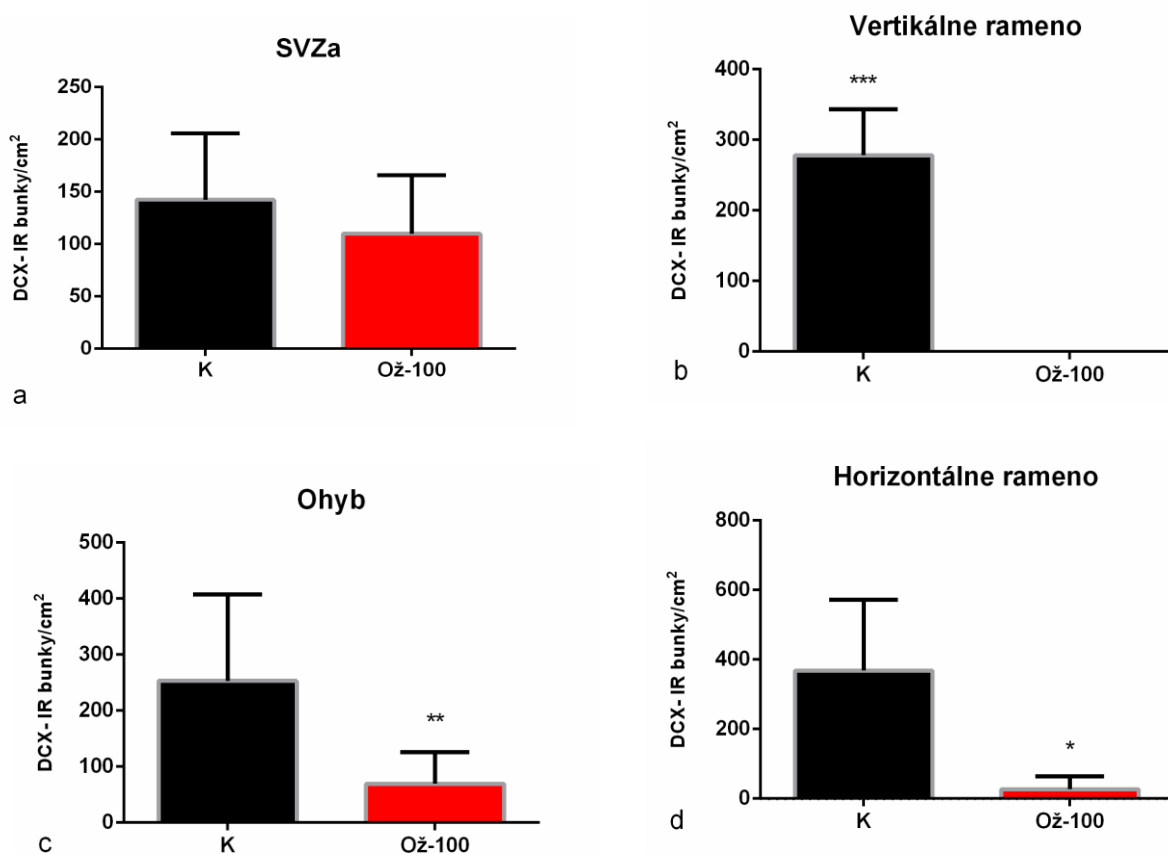 SVZa
DCX- IR bunky/cm²
250
200
150
100
50
0
K Ož-100
a
Vertikálne rameno
DCX- IR bunky/cm²
400
300
200
100
0
***
K Ož-100
b
Ohyb
DCX- IR bunky/cm²
500
400
300
200
100
0
**
K Ož-100
c
Horizontálne rameno
DCX- IR bunky/cm²
800
600
400
200
0
*
K Ož-100
d